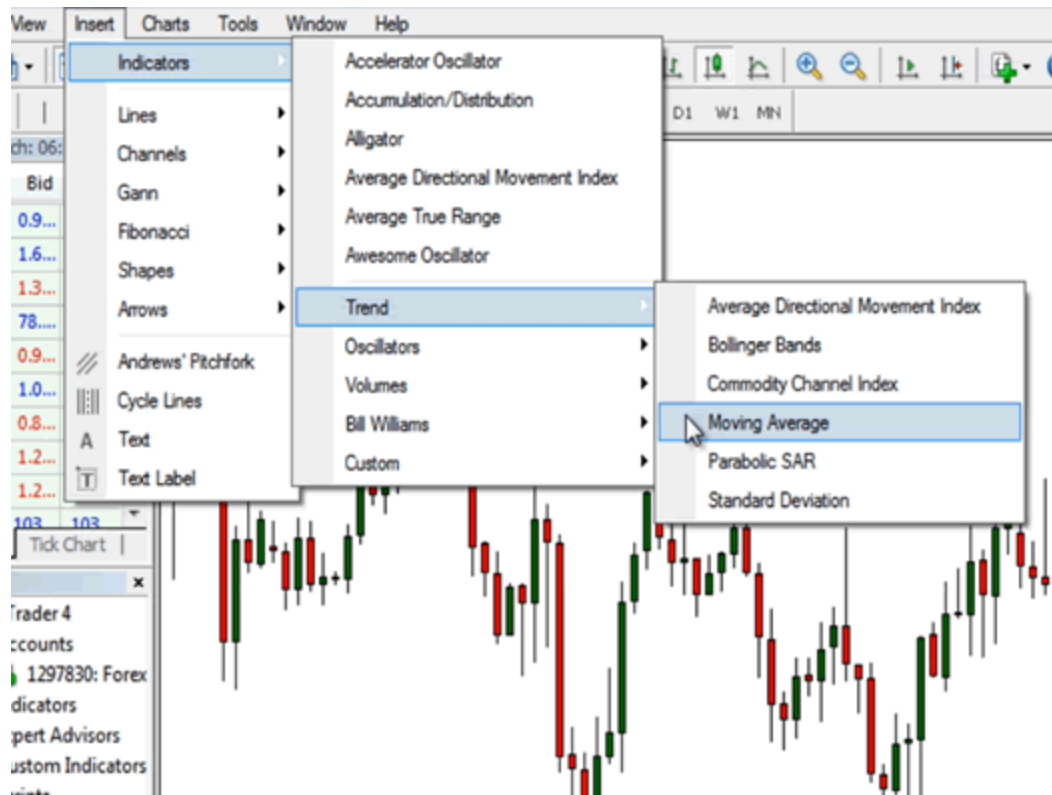 View Insert Charts Tools Window Help
Indicators
Lines
Channels
Gann
Fibonacci
Shapes
Arrows
Andrews' Pitchfork
Cycle Lines
A Text
T Text Label
Accelerator Oscillator
Accumulation/Distribution
Alligator
Average Directional Movement Index
Average True Range
Awesome Oscillator
Trend
Oscillators
Volumes
Bill Williams
Custom
Average Directional Movement Index
Bollinger Bands
Commodity Channel Index
Moving Average
Parabolic SAR
Standard Deviation
D1 W1 MN
ch: 06:
Bid
0.9...
1.6...
1.3...
78....
0.9...
1.0...
0.8...
1.2...
1.2...
103 103
Tick Chart
x
Trader 4
ccounts
1297830: Forex
dicators
pert Advisors
ustom Indicators